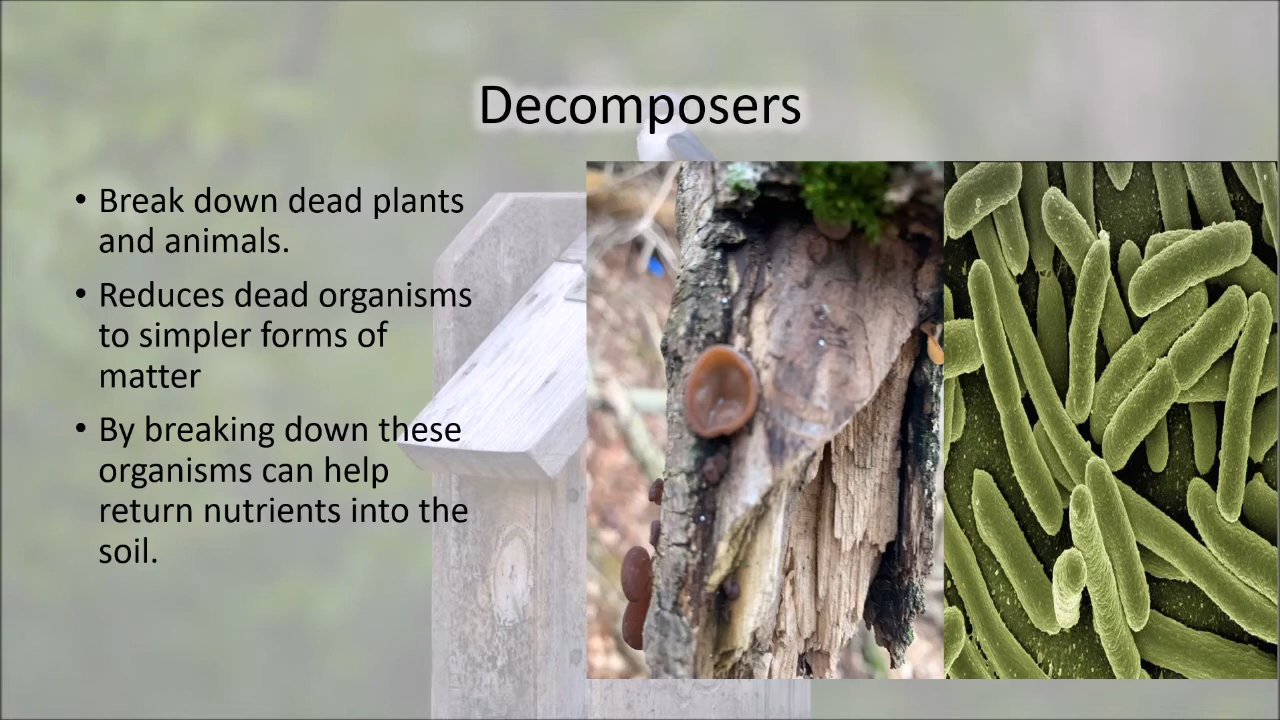 Decomposers
• Break down dead plants
and animals.
• Reduces dead organisms
to simpler forms of
matter
• By breaking down these
organisms can help
return nutrients into the
soil.